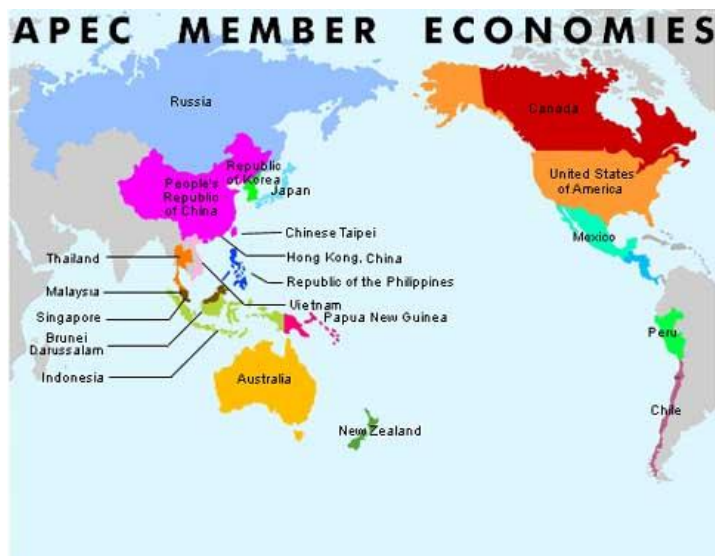 APEC MEMBER ECONOMIES
Russia
Canada
Republic
of Korea
People's
Republic
of China
Japan
United States
of America
Chinese Taipei
Mexico
Thailand
Hong Kong, China
Republic of the Philippines
Malaysia
Vietnam
Singapore
Papua New Guinea
Brunei
Darussalam
Peru
Indonesia
Australia
Chile
New Zealand